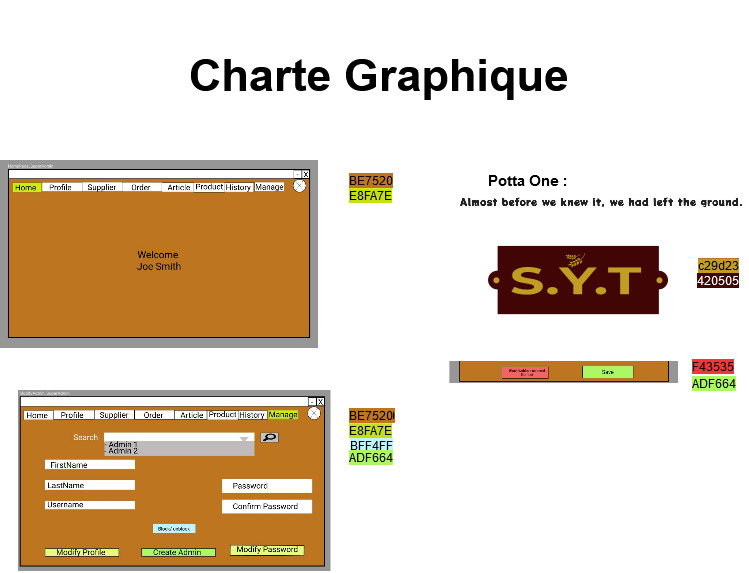 Charte Graphique
- X
Home Profile Supplier Order Article Product History Manage X
Welcome
Joe Smith
BE7520
E8FA7E
Potta One :
Almost before we knew it, we had left the ground.
S.Y.T
c29d23
420505
Save
F43535
ADF664
- X
Home Profile Supplier Order Article Product History Manage X
Search
- Admin 1
- Admin 2
FirstName
LastName
Username
Password
Confirm Password
Block/ unblock
Modify Profile
Create Admin
Modify Password
BE7520
E8FA7E
BFF4FF
ADF664